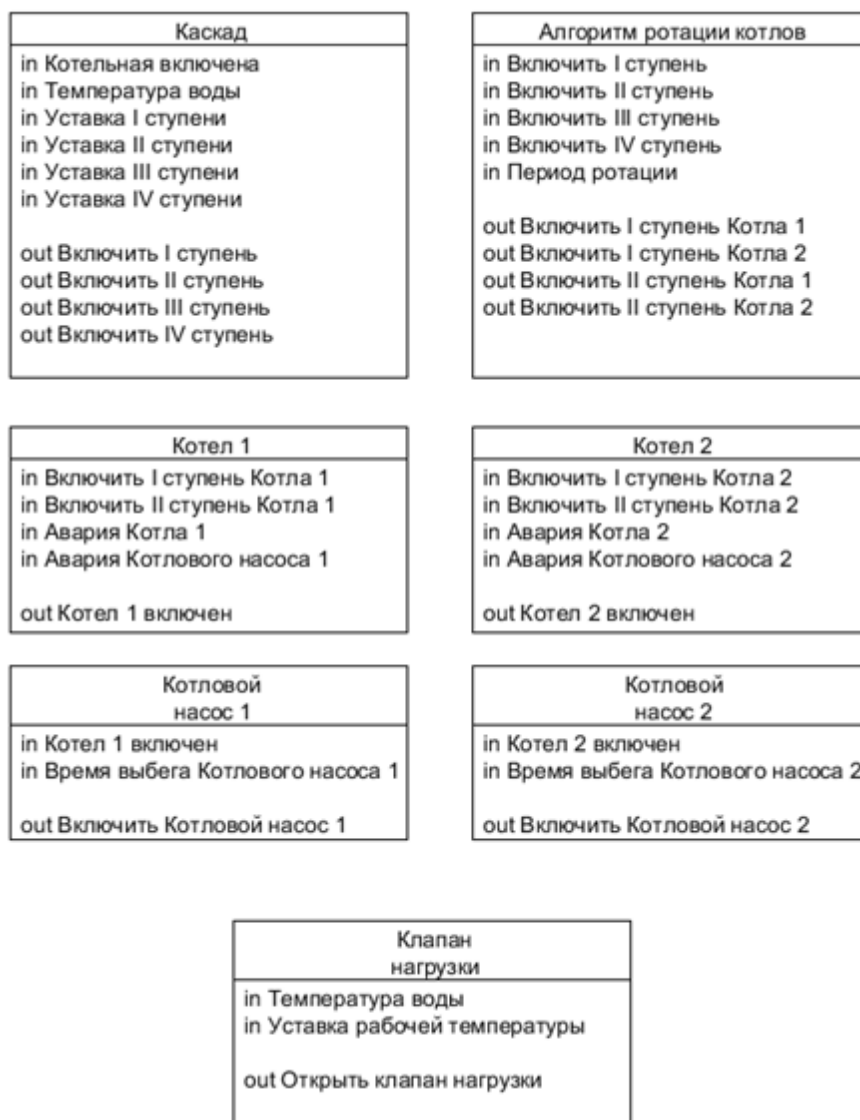 Каскад
in Котельная включена
in Температура воды
in Уставка I ступени
in Уставка II ступени
in Уставка III ступени
in Уставка IV ступени
out Включить I ступень
out Включить II ступень
out Включить III ступень
out Включить IV ступень
Алгоритм ротации котлов
in Включить I ступень
in Включить II ступень
in Включить III ступень
in Включить IV ступень
in Период ротации
out Включить I ступень Котла 1
out Включить I ступень Котла 2
out Включить II ступень Котла 1
out Включить II ступень Котла 2
Котел 1
in Включить I ступень Котла 1
in Включить II ступень Котла 1
in Авария Котла 1
in Авария Котлового насоса 1
out Котел 1 включен
Котел 2
in Включить I ступень Котла 2
in Включить II ступень Котла 2
in Авария Котла 2
in Авария Котлового насоса 2
out Котел 2 включен
Котловой
насос 1
in Котел 1 включен
in Время выбега Котлового насоса 1
out Включить Котловой насос 1
Котловой
насос 2
in Котел 2 включен
in Время выбега Котлового насоса 2
out Включить Котловой насос 2
Клапан
нагрузки
in Температура воды
in Уставка рабочей температуры
out Открыть клапан нагрузки